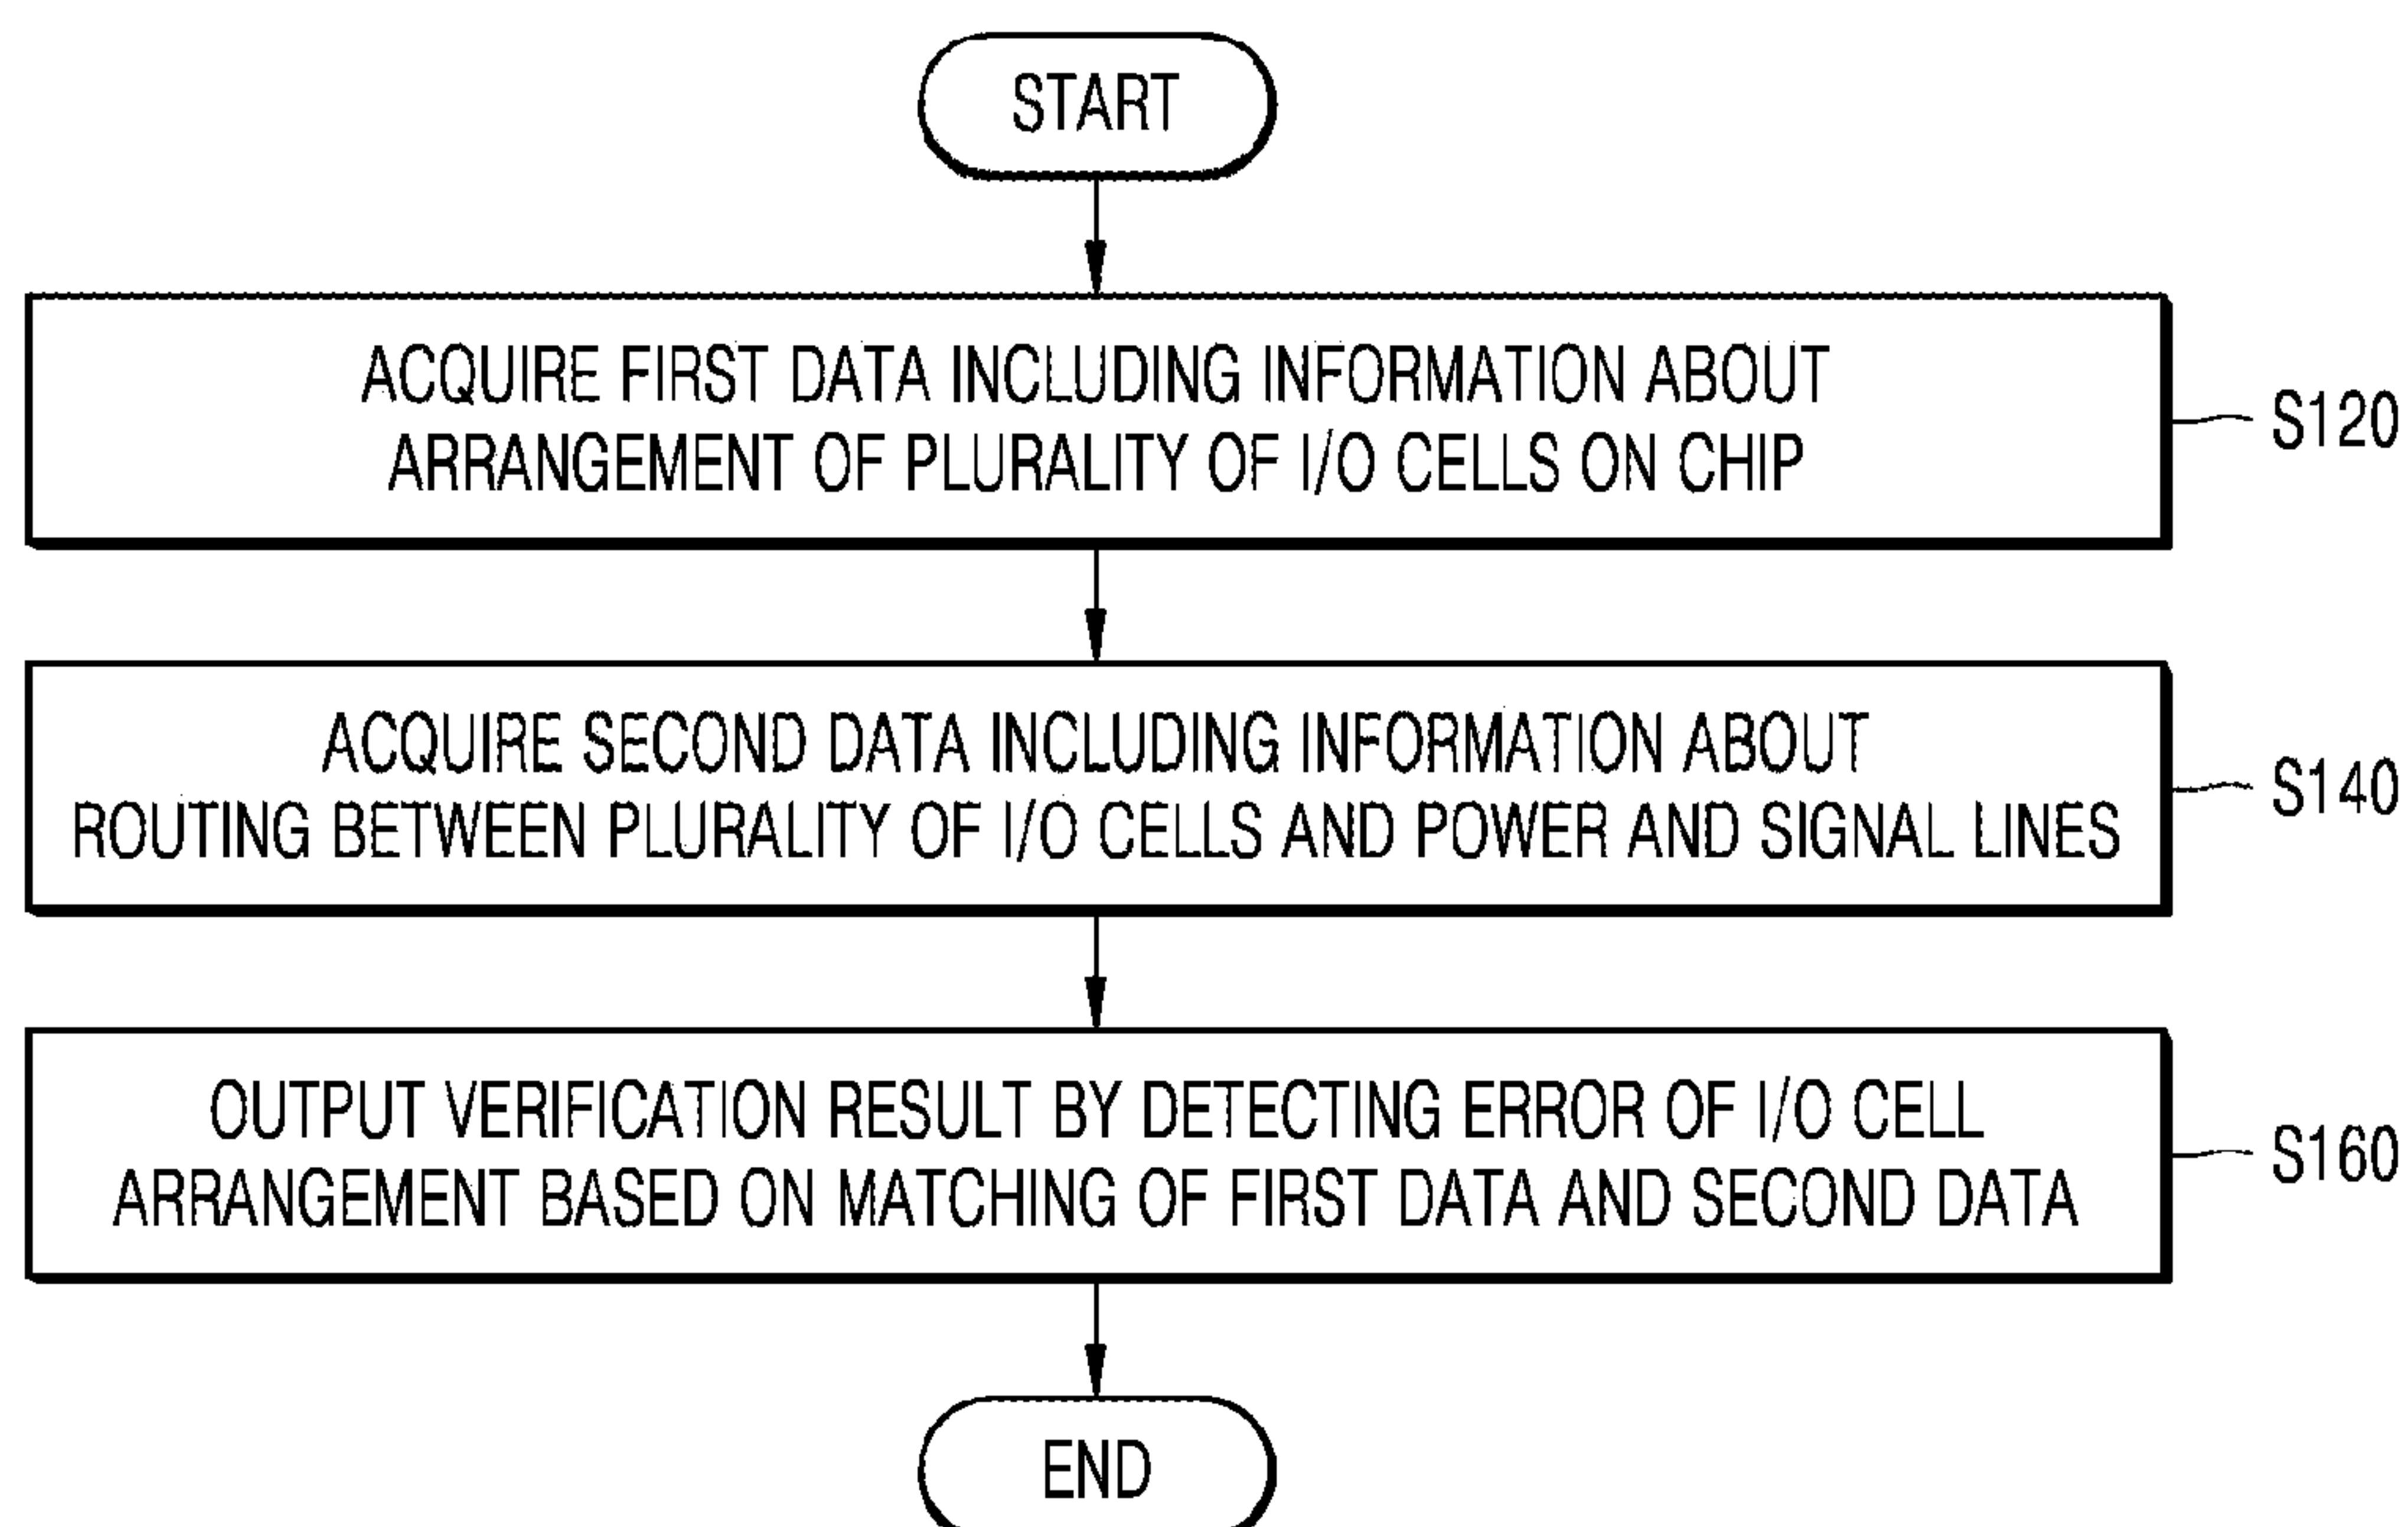 START
ACQUIRE FIRST DATA INCLUDING INFORMATION ABOUT
ARRANGEMENT OF PLURALITY OF I/O CELLS ON CHIP
S120
ACQUIRE SECOND DATA INCLUDING INFORMATION ABOUT
ROUTING BETWEEN PLURALITY OF I/O CELLS AND POWER AND SIGNAL LINES
S140
OUTPUT VERIFICATION RESULT BY DETECTING ERROR OF I/O CELL
ARRANGEMENT BASED ON MATCHING OF FIRST DATA AND SECOND DATA
S160
END